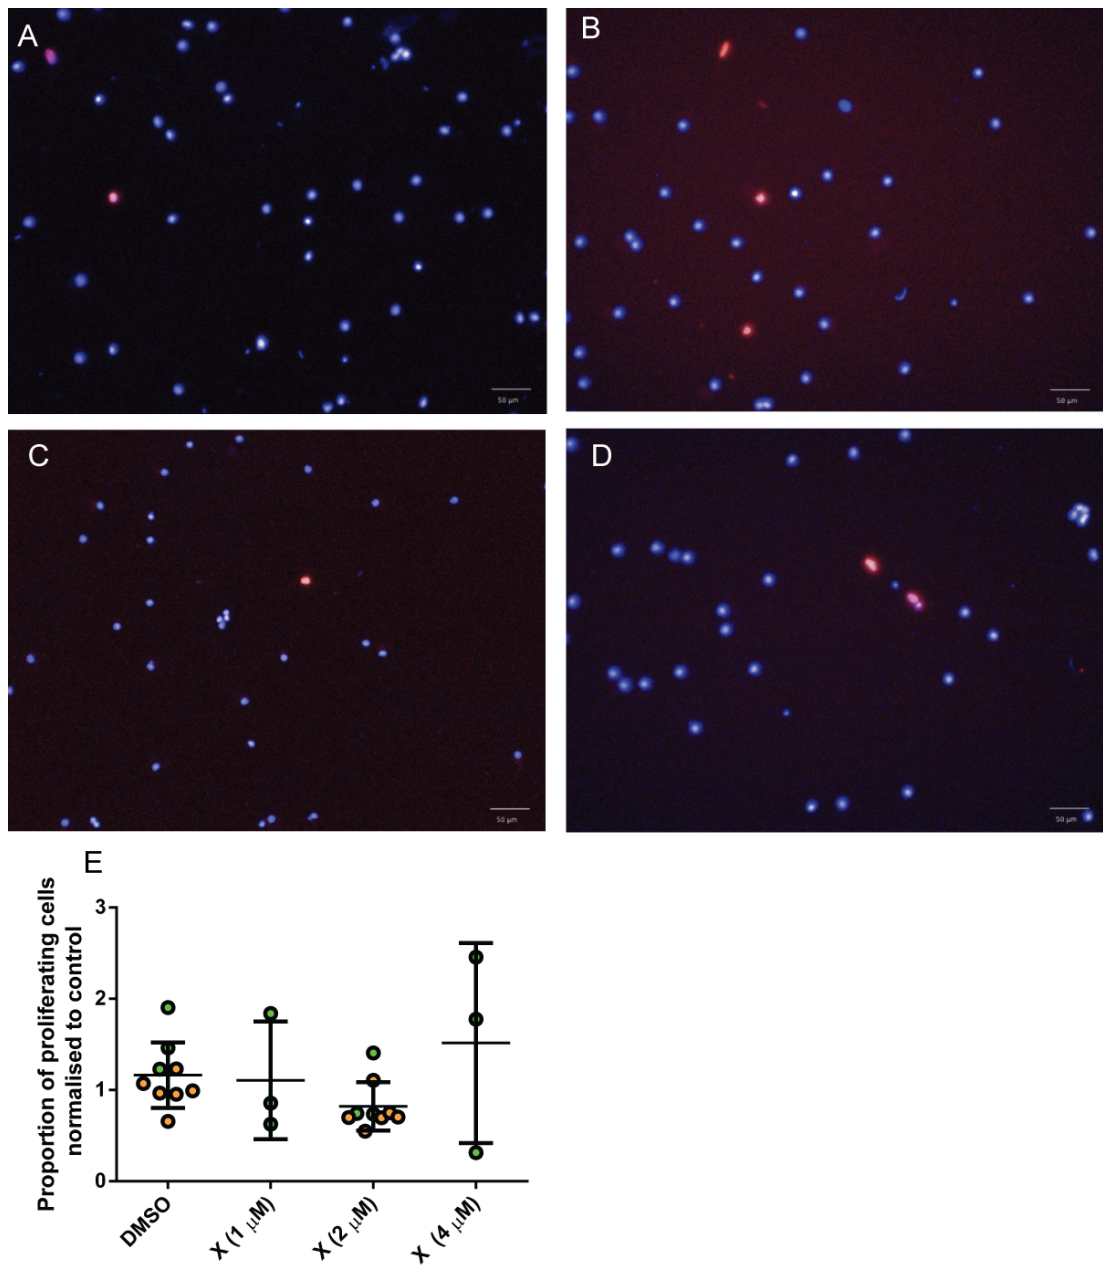 A
B
50 µm
50 µm
C
D
50 µm
50 µm
E
Proportion of proliferating cells
normalised to control
3
2
1
0
DMSO
X (1 µM)
X (2 µM)
X (4 µM)